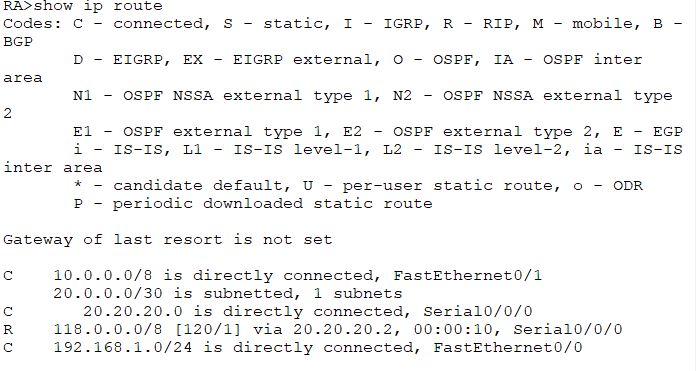 RA>show ip route
Codes: C - connected, S - static, I - IGRP, R - RIP, M - mobile, B -
BGP
       D - EIGRP, EX - EIGRP external, O - OSPF, IA - OSPF inter
area
       N1 - OSPF NSSA external type 1, N2 - OSPF NSSA external type
2
       E1 - OSPF external type 1, E2 - OSPF external type 2, E - EGP
       i - IS-IS, L1 - IS-IS level-1, L2 - IS-IS level-2, ia - IS-IS
inter area
       * - candidate default, U - per-user static route, o - ODR
       P - periodic downloaded static route

Gateway of last resort is not set

C    10.0.0.0/8 is directly connected, FastEthernet0/1
     20.0.0.0/30 is subnetted, 1 subnets
C       20.20.20.0 is directly connected, Serial0/0/0
R    118.0.0.0/8 [120/1] via 20.20.20.2, 00:00:10, Serial0/0/0
C    192.168.1.0/24 is directly connected, FastEthernet0/0